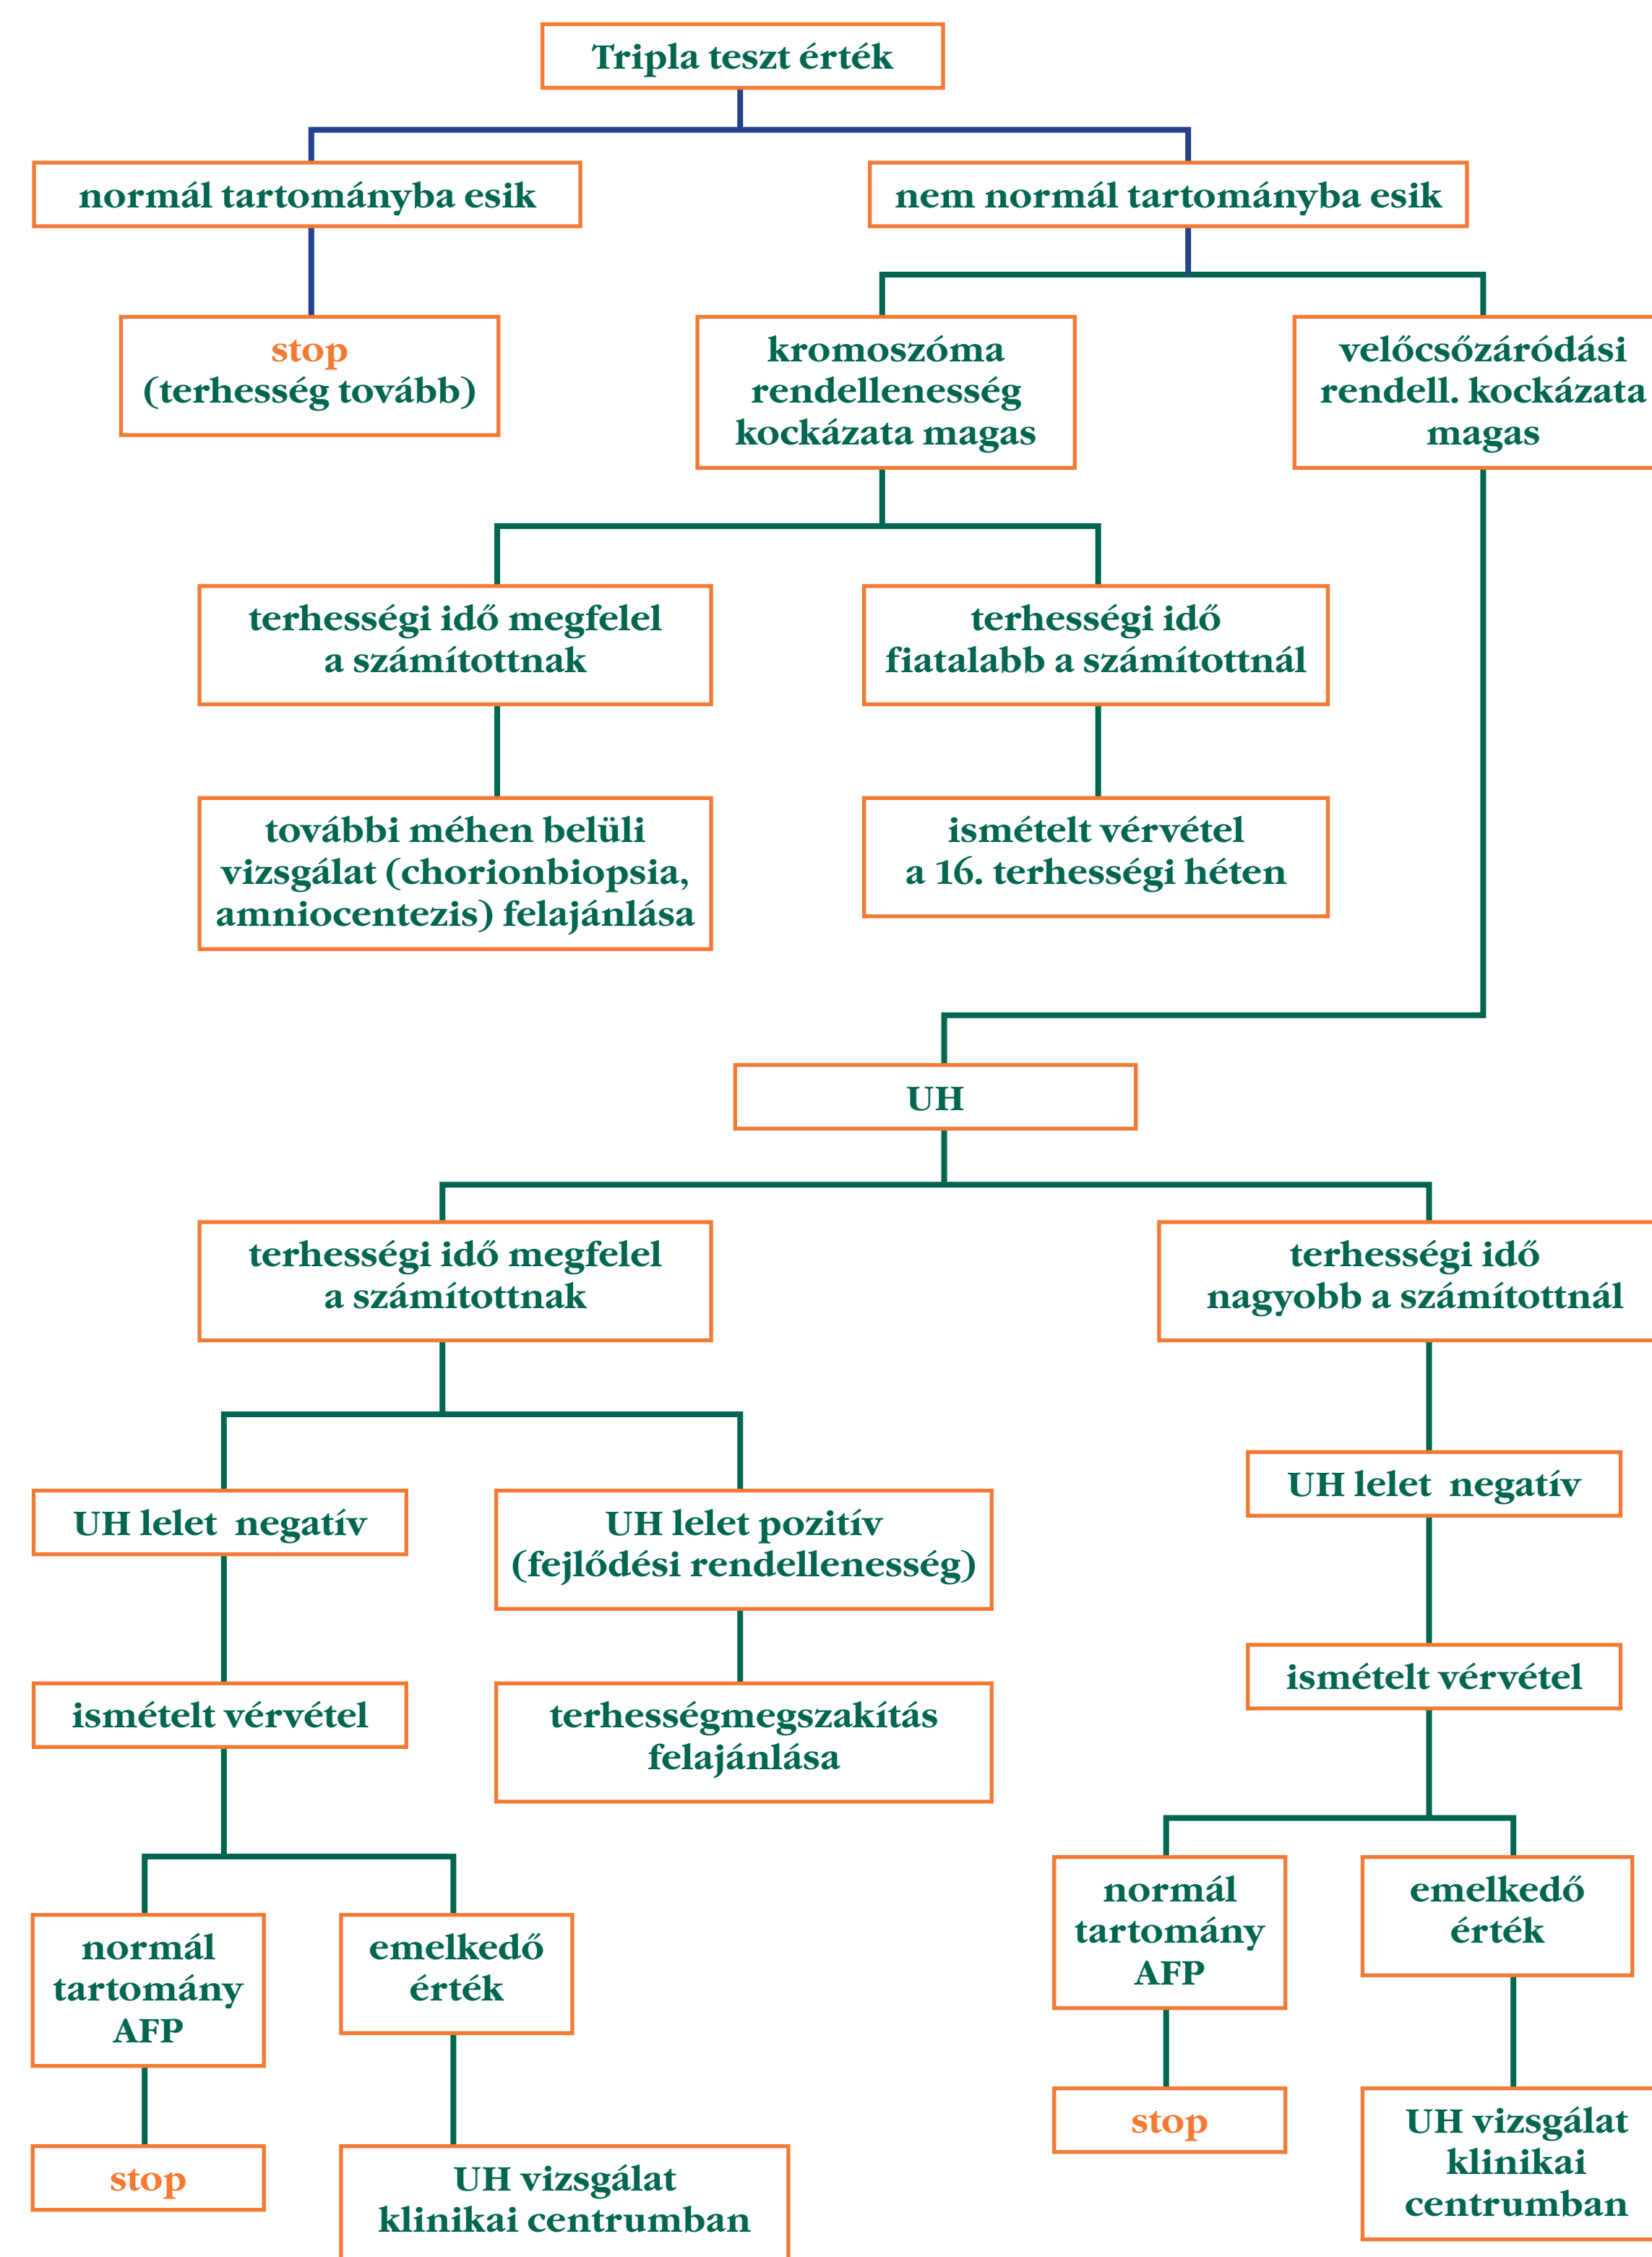 Tripla teszt érték
normál tartományba esik
nem normál tartományba esik
stop
(terhesség tovább)
kromoszóma
rendellenesség
kockázata magas
velőcsőzáródási
rendell. kockázata
magas
terhességi idő megfelel
a számítottnak
terhességi idő
fiatalabb a számítottnál
további méhen belüli
vizsgálat (chorionbiopsia,
amniocentezis) felajánlása
ismételt vérvétel
a 16. terhességi héten
UH
terhességi idő megfelel
a számítottnak
terhességi idő
nagyobb a számítottnál
UH lelet negatív
UH lelet pozitív
(fejlődési rendellenesség)
UH lelet negatív
ismételt vérvétel
terhességmegszakítás
felajánlása
ismételt vérvétel
normál
tartomány
AFP
emelkedő
érték
normál
tartomány
AFP
emelkedő
érték
stop
UH vizsgálat
klinikai centrumban
stop
UH vizsgálat
klinikai
centrumban